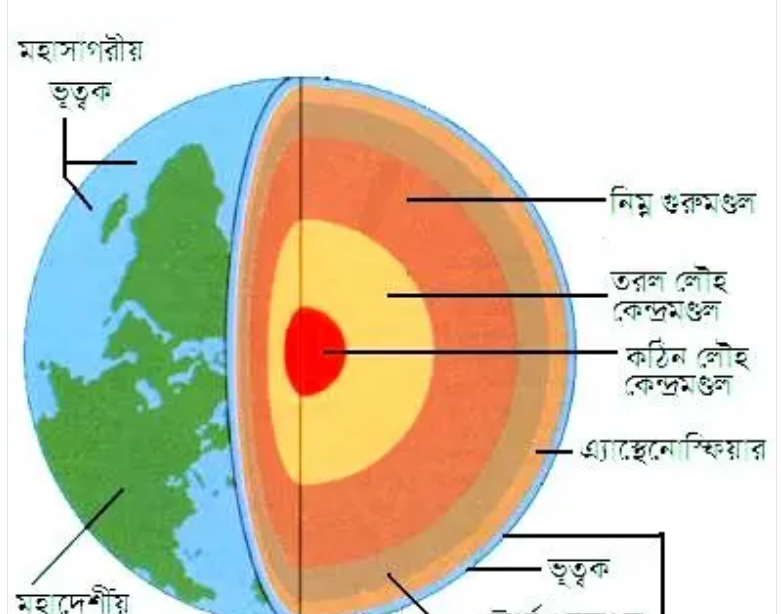 মহাসাগরীয়
ভূত্বক
নিম্ন গুরুমণ্ডল
তরল লৌহ
কেন্দ্রমণ্ডল
কঠিন লৌহ
কেন্দ্রমণ্ডল
এ্যাস্থেনোস্ফিয়ার
ভূত্বক
মহাদেশীয়